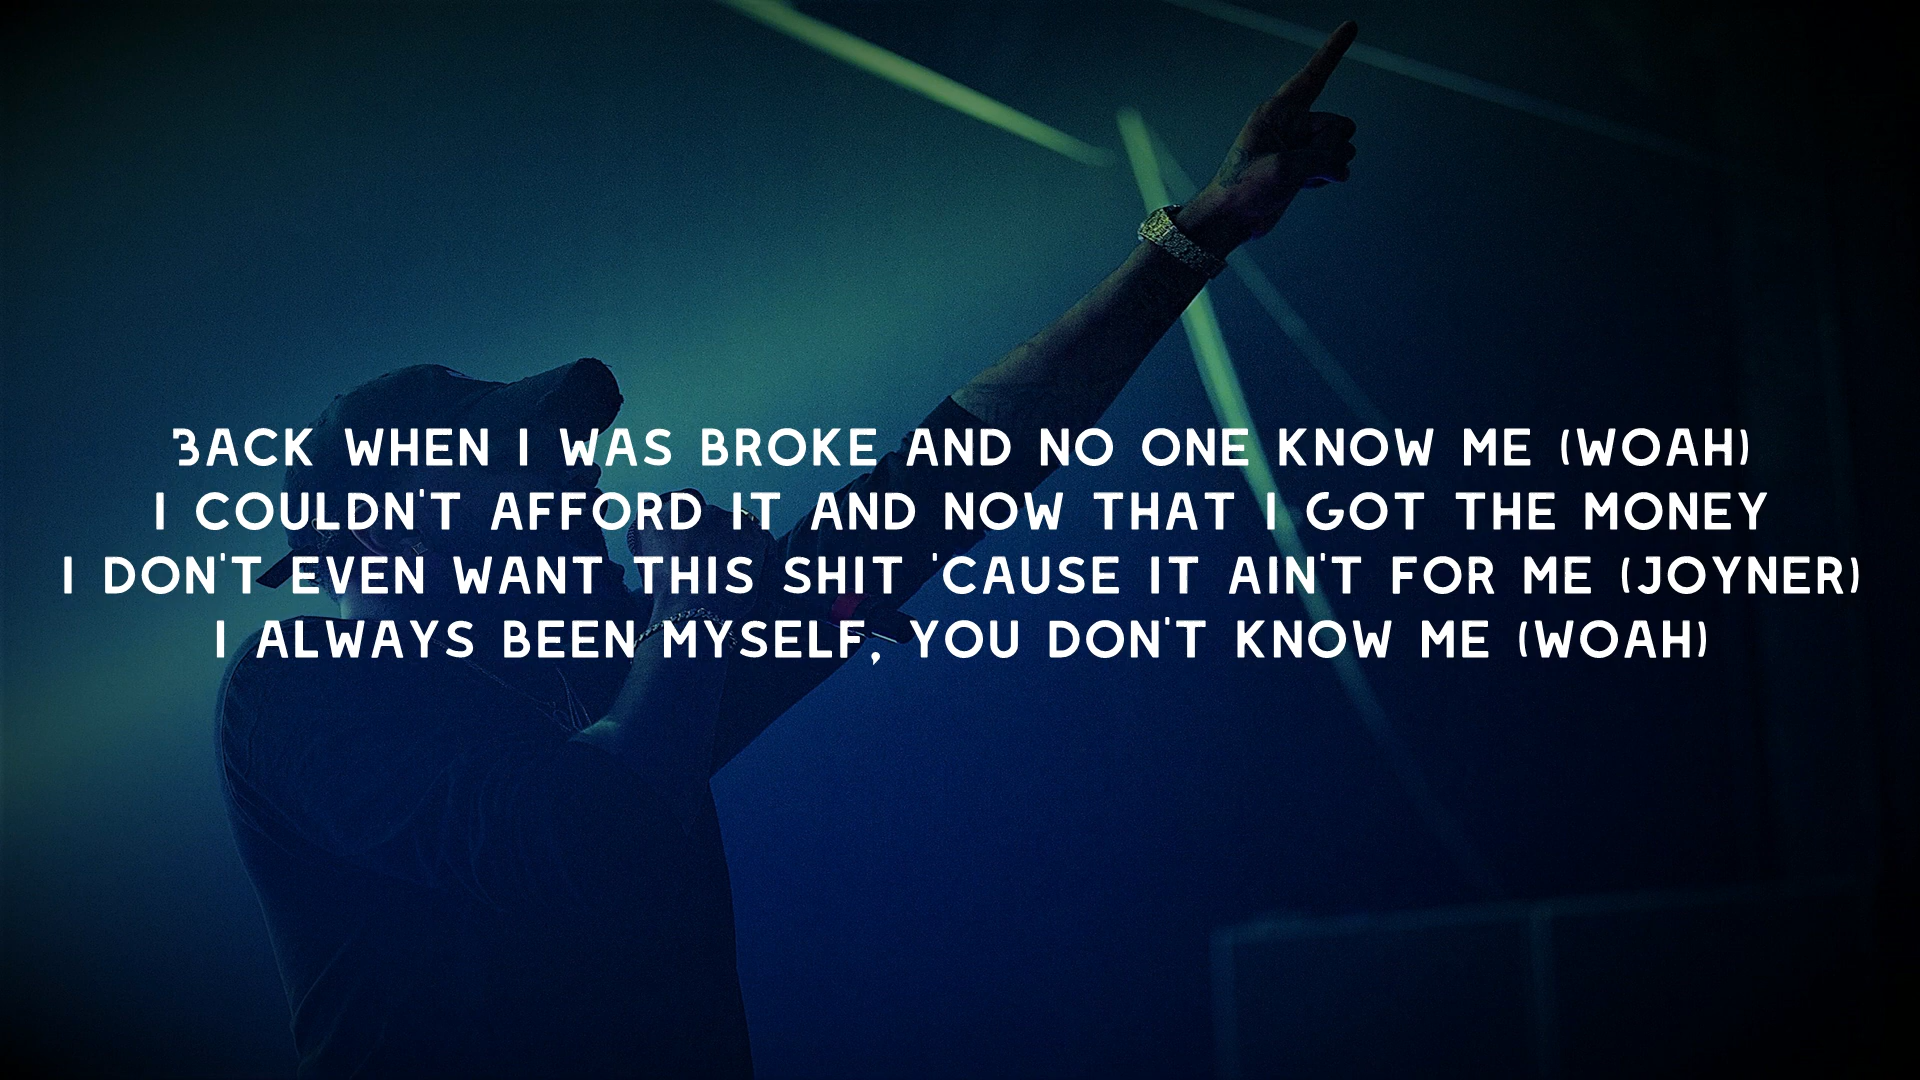 BACK WHEN I WAS BROKE AND NO ONE KNOW ME (WOAH)
I COULDN'T AFFORD IT AND NOW THAT I GOT THE MONEY
I DON'T EVEN WANT THIS SHIT 'CAUSE IT AIN'T FOR ME (JOYNER)
I ALWAYS BEEN MYSELF, YOU DON'T KNOW ME (WOAH)